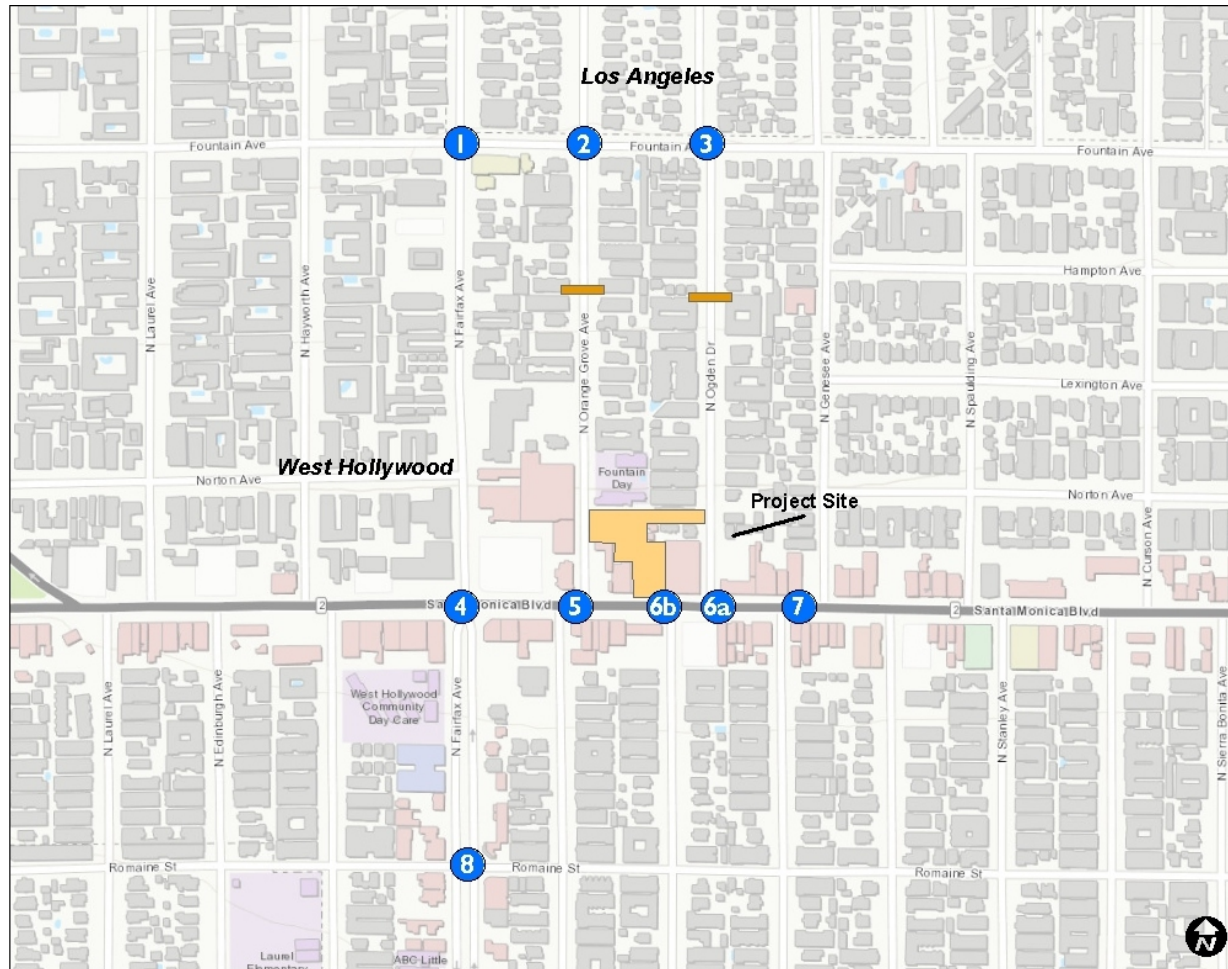 Los Angeles
1
2
3
Fountain Ave
Fountain A
Fountain Ave
Hampton Ave
N Laurel Ave
N Hayworth Ave
N Fairfax Ave
N Orange Grove Ave
N Ogden Dr
N Genesee Ave
N Spaulding Ave
Lexington Ave
West Hollywood
Norton Ave
Fountain
Day
Project Site
Norton Ave
N Curson Ave
2
Santa Monica Blvd
4
5
6b
6a
7
2
Santa Monica Blvd
West Hollywood
Community
Day Care
N Laurel Ave
N Edinburgh Ave
N Fairfax Ave
N Stanley Ave
N Sierra Bonita Ave
Romaine St
8
Romaine St
Romaine St
Laurel
Elementary
ABC Little
N